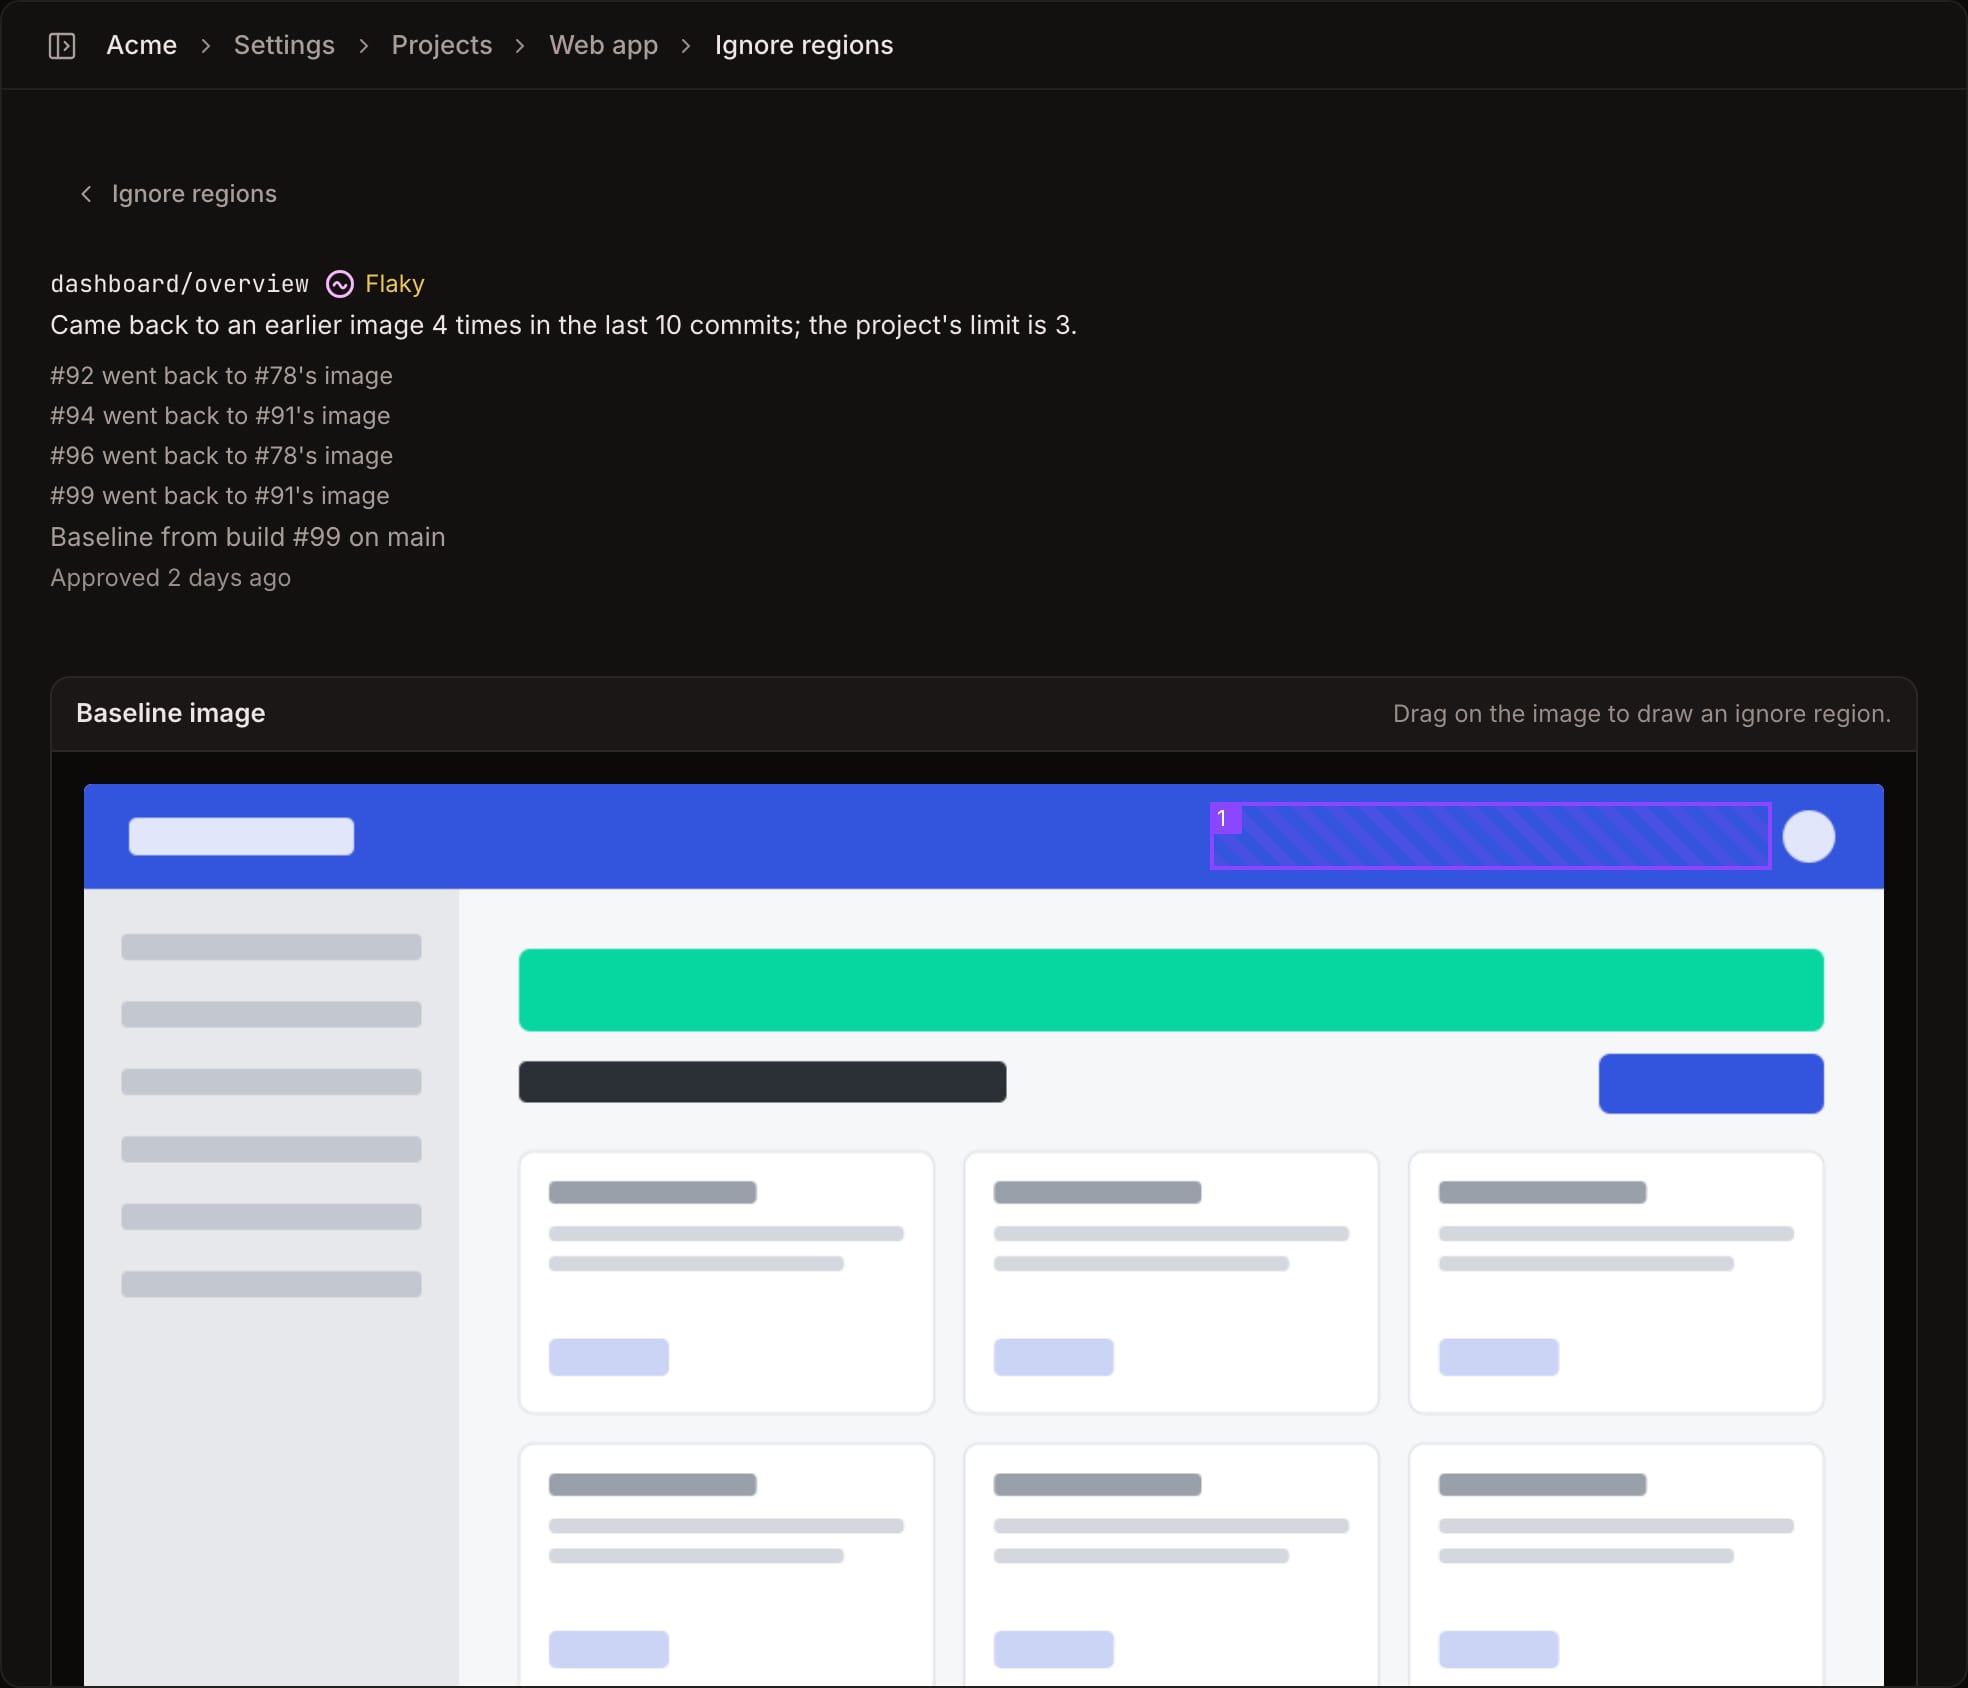 Acme > Settings > Projects > Web app > Ignore regions
Ignore regions
dashboard/overview Flaky
Came back to an earlier image 4 times in the last 10 commits; the project's limit is 3.
#92 went back to #78's image
#94 went back to #91's image
#96 went back to #78's image
#99 went back to #91's image
Baseline from build #99 on main
Approved 2 days ago
Baseline image
Drag on the image to draw an ignore region.
1